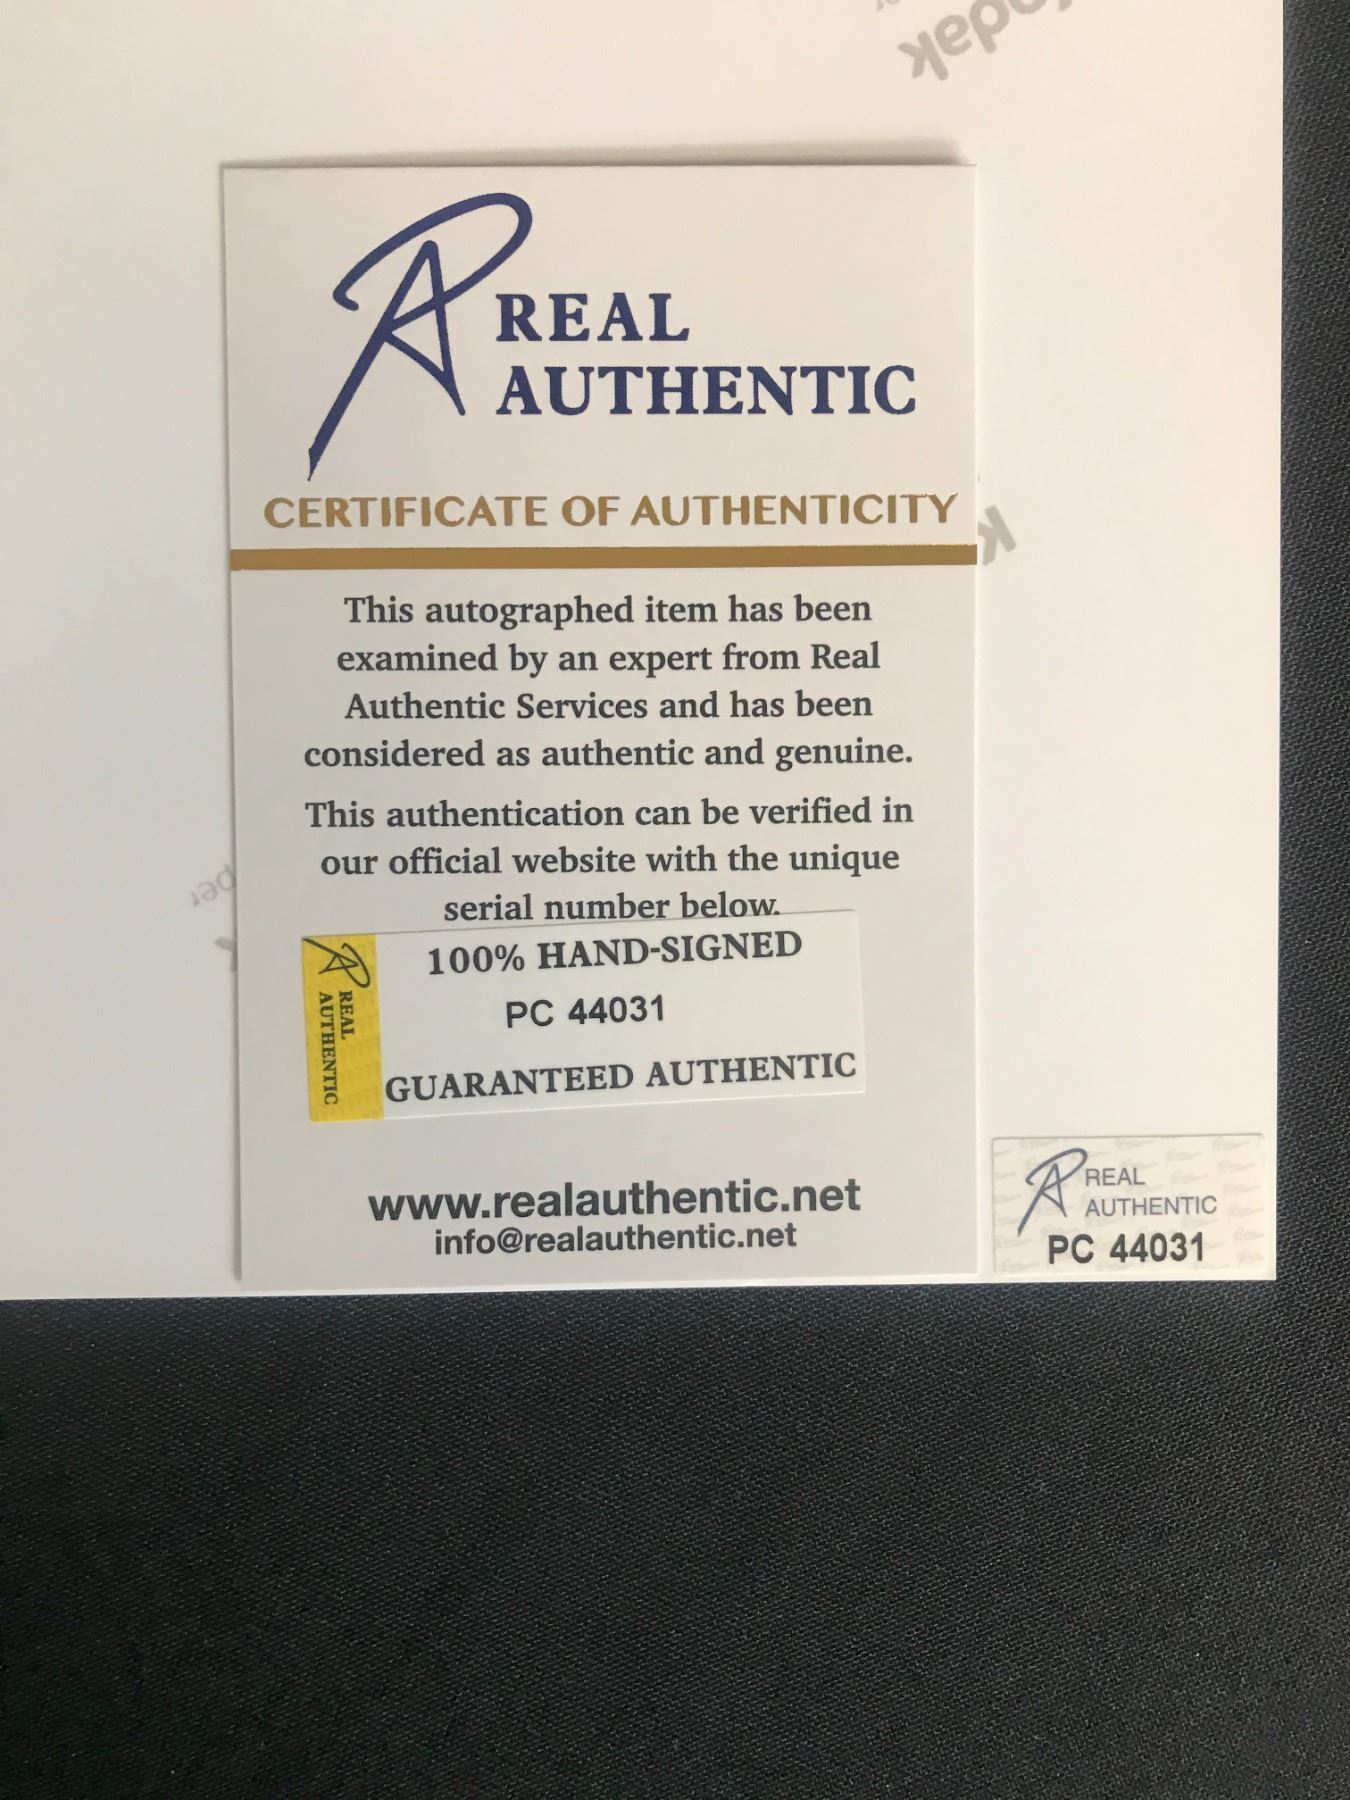 Kodak
REAL
AUTHENTIC
CERTIFICATE OF AUTHENTICITY
This autographed item has been
examined by an expert from Real
Authentic Services and has been
considered as authentic and genuine.
This authentication can be verified in
our official website with the unique
serial number below.
REAL
AUTHENTIC
100% HAND-SIGNED
PC 44031
GUARANTEED AUTHENTIC
www.realauthentic.net
info@realauthentic.net
REAL
AUTHENTIC
PC 44031